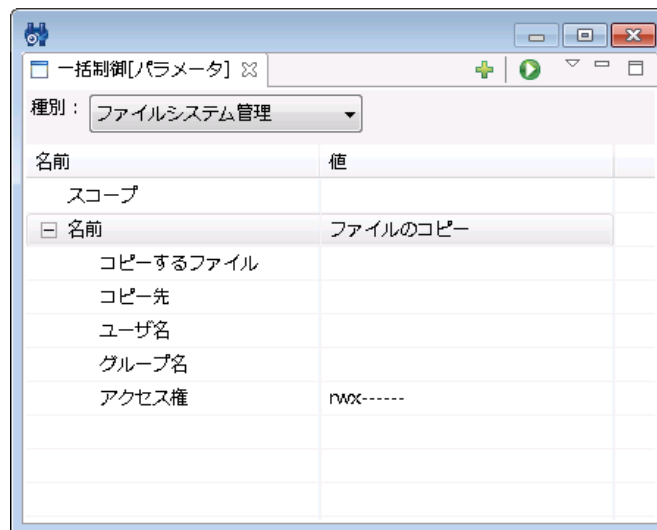 一括制御[パラメータ]
種別： ファイルシステム管理
名前 値
スコープ
名前 ファイルのコピー
コピーするファイル
コピー先
ユーザ名
グループ名
アクセス権 rwx------